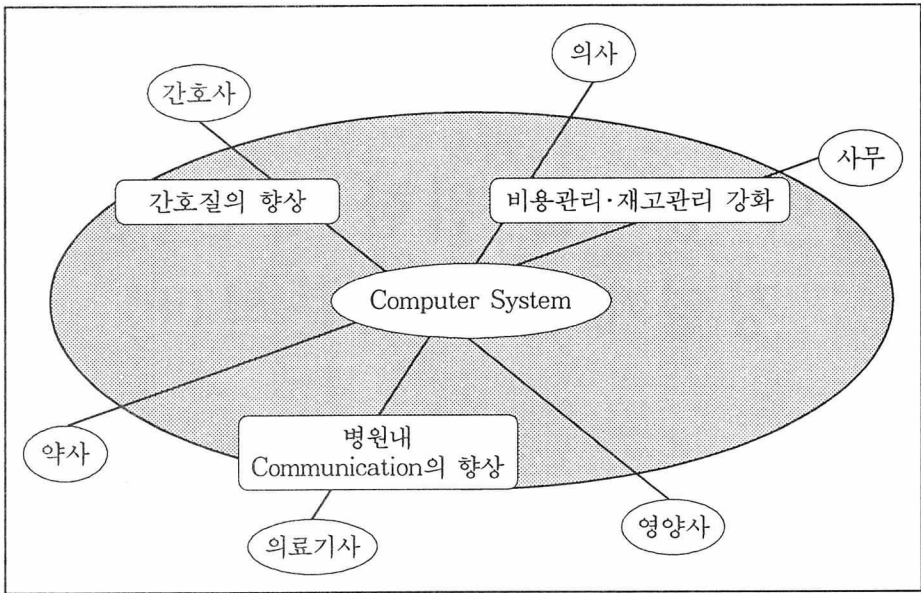 의사
간호사
사무
간호질의 향상
비용관리·재고관리 강화
Computer System
약사
병원내
Communication의 향상
영양사
의료기사